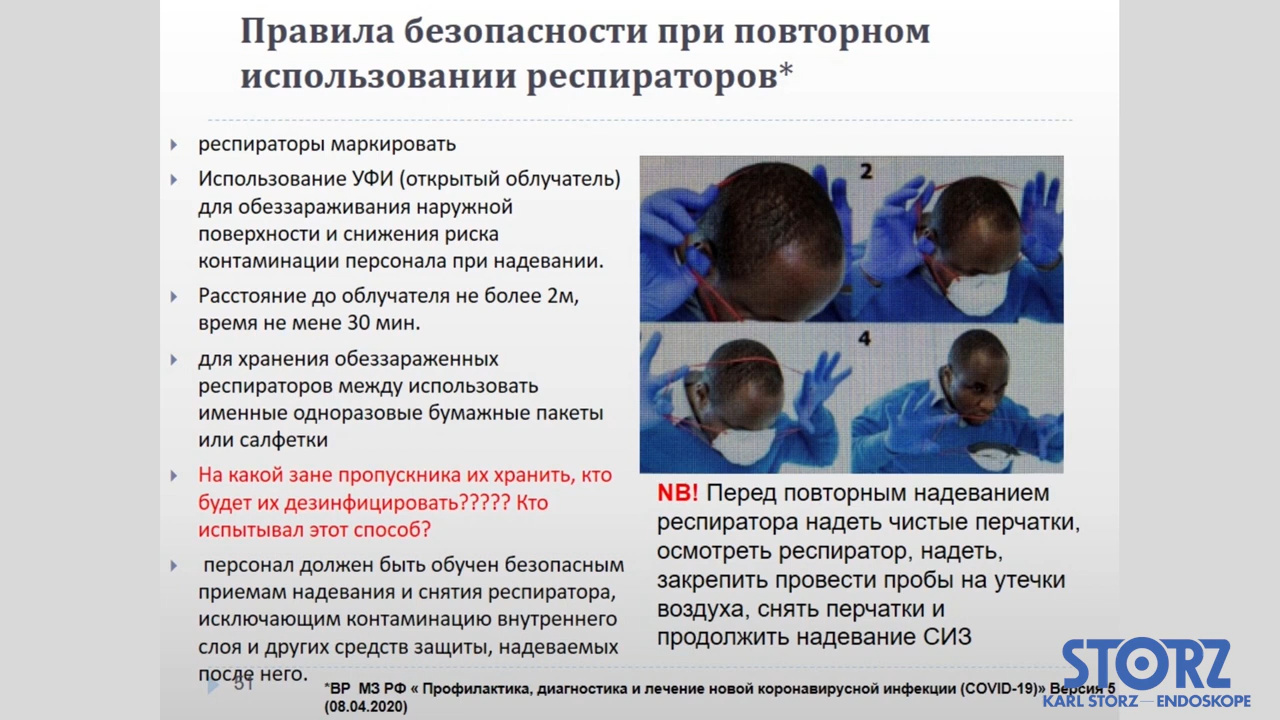 Правила безопасности при повторном
использовании респираторов*
респираторы маркировать
Использование УФИ (открытый облучатель)
для обеззараживания наружной
поверхности и снижения риска
контаминации персонала при надевании.
Расстояние до облучателя не более 2м,
время не мене 30 мин.
для хранения обеззараженных
респираторов между использовать
именные одноразовые бумажные пакеты
или салфетки
На какой зане пропускника их хранить, кто
будет их дезинфицировать????? Кто
испытывал этот способ?
персонал должен быть обучен безопасным
приемам надевания и снятия респиратора,
исключающим контаминацию внутреннего
слоя и других средств защиты, надеваемых
после него.
2
4
NB! Перед повторным надеванием
респиратора надеть чистые перчатки,
осмотреть респиратор, надеть,
закрепить провести пробы на утечки
воздуха, снять перчатки и
продолжить надевание СИЗ
51
*ВР МЗ РФ « Профилактика, диагностика и лечение новой коронавирусной инфекции (COVID-19)» Версия 5
(08.04.2020)
STORZ
KARL STORZ—ENDOSKOPE